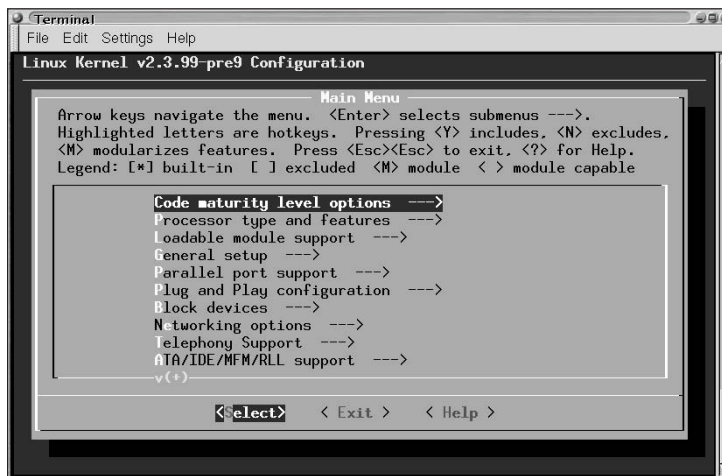 Terminal
File Edit Settings Help
Linux Kernel v2.3.99-pre9 Configuration
Main Menu
Arrow keys navigate the menu. <Enter> selects submenus --->.
Highlighted letters are hotkeys. Pressing <Y> includes, <N> excludes,
<M> modularizes features. Press <Esc><Esc> to exit, <?> for Help.
Legend: [*] built-in [ ] excluded <M> module < > module capable
Code maturity level options --->
Processor type and features --->
Loadable module support --->
General setup --->
Parallel port support --->
Plug and Play configuration --->
Block devices --->
Networking options --->
Telephony Support --->
ATA/IDE/MFM/RLL support --->
v(+)
<Select> < Exit > < Help >